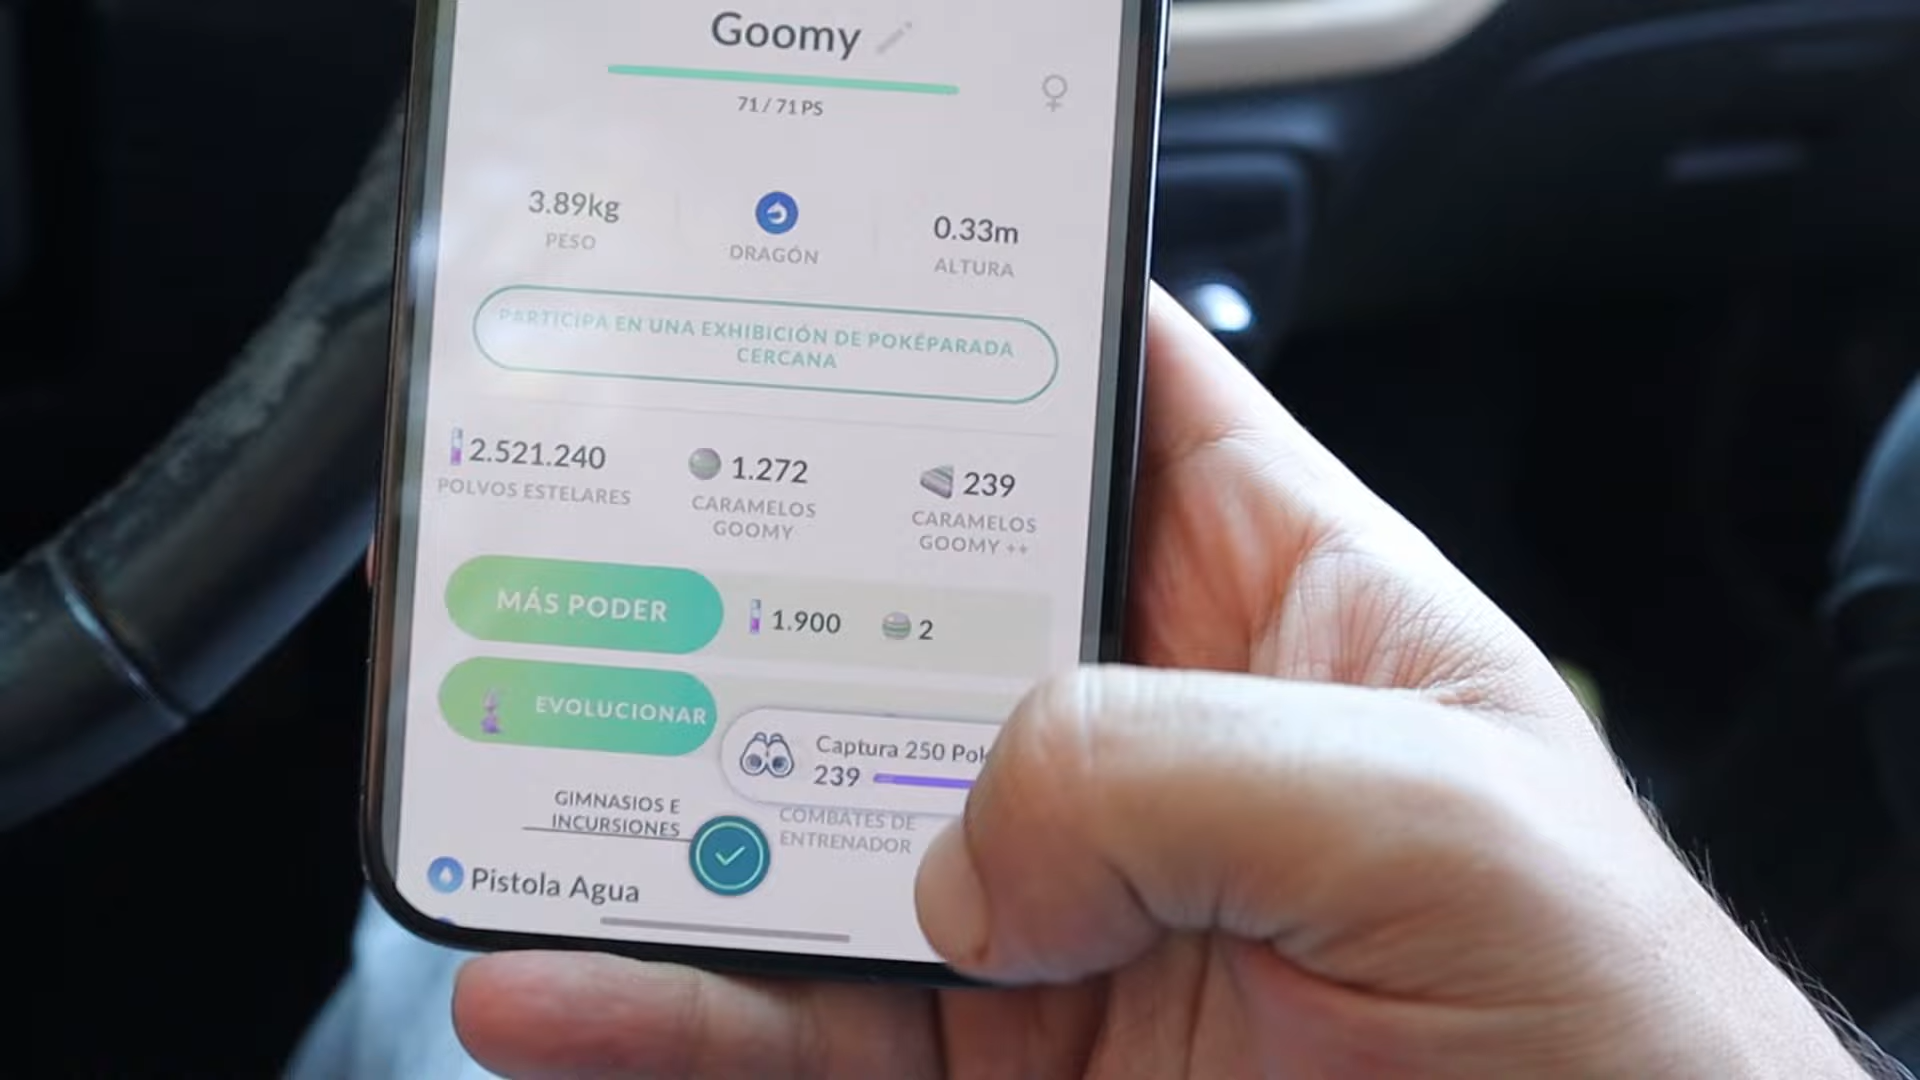 Goomy
71 / 71 PS
3.89kg
PESO
DRAGÓN
0.33m
ALTURA
PARTICIPA EN UNA EXHIBICIÓN DE POKÉPARADA
CERCANA
2.521.240
POLVOS ESTELARES
1.272
CARAMELOS
GOOMY
239
CARAMELOS
GOOMY ++
MÁS PODER
1.900
2
EVOLUCIONAR
Captura 250 Pok
239
GIMNASIOS E
INCURSIONES
COMBATES DE
ENTRENADOR
Pistola Agua